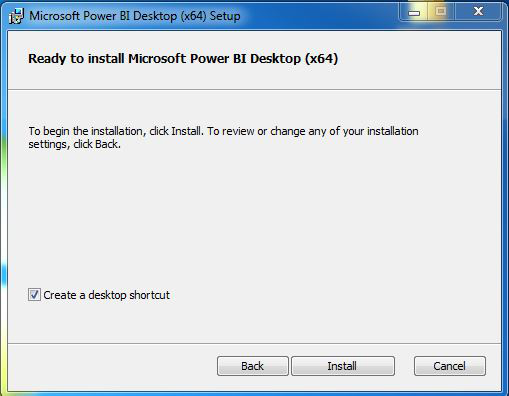 Microsoft Power BI Desktop (x64) Setup
Ready to install Microsoft Power BI Desktop (x64)
To begin the installation, click Install. To review or change any of your installation
settings, click Back.
Create a desktop shortcut
Back
Install
Cancel